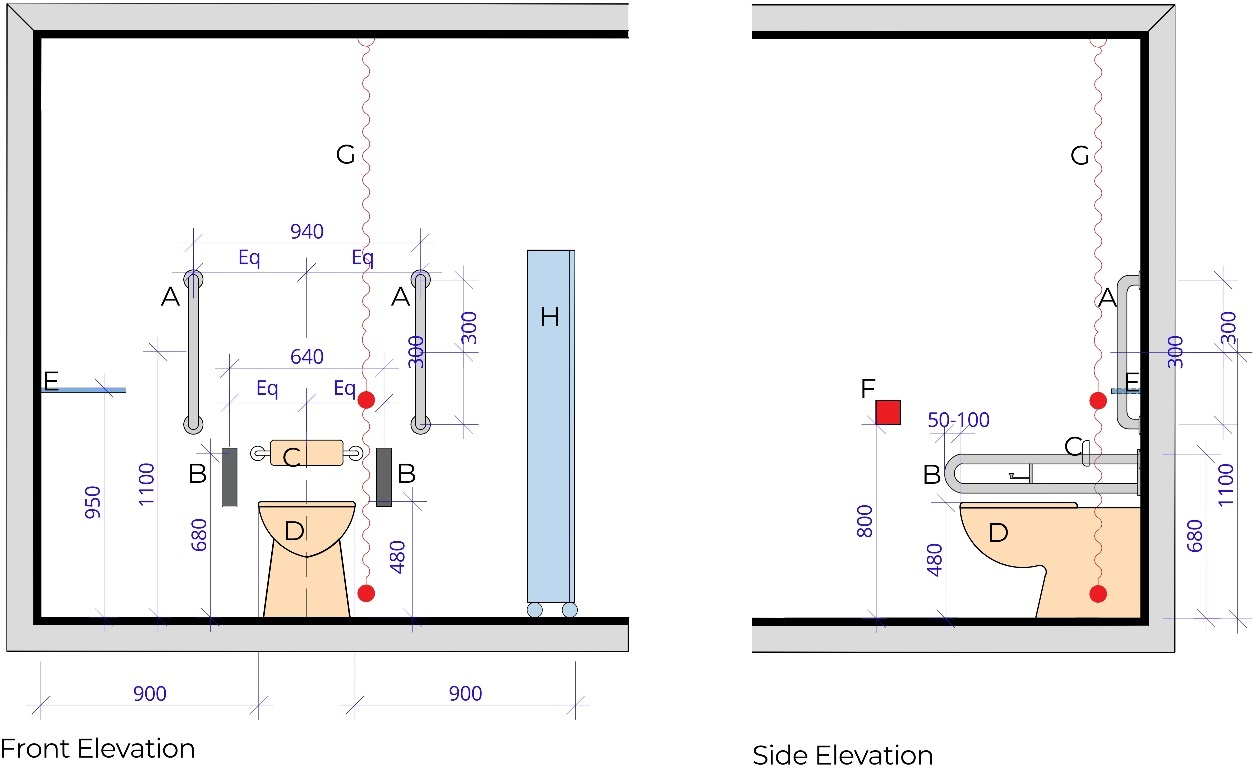 G
940
Eq Eq
A A
300
300
H
640
E
Eq Eq
C
B B
1100
950
D
680
480
900 900
Front Elevation
G
A
300
300
E
F
50-100
C
B
1100
800
D
680
480
Side Elevation